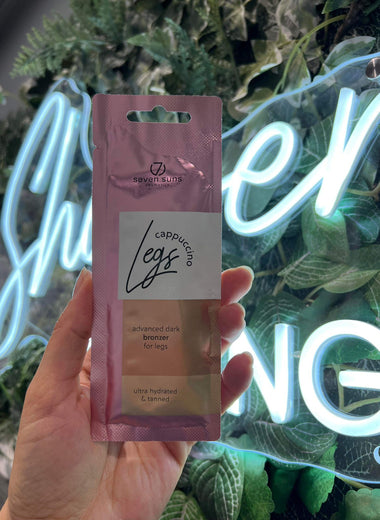 seven suns
cappuccino
Legs
advanced dark
bronzer
for legs
ultra hydrated
& tanned
NG